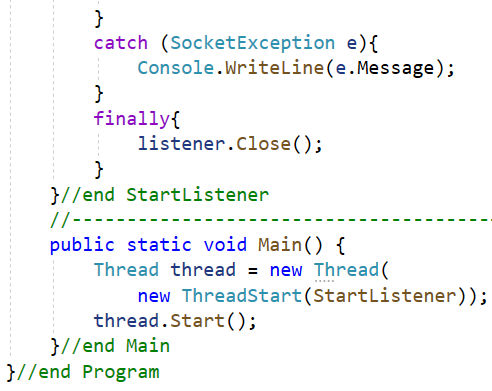 }
catch (SocketException e){
Console.WriteLine(e.Message);
}
finally{
listener.Close();
}
}//end StartListener
//---------------------------------------
public static void Main() {
Thread thread = new Thread(
new ThreadStart(StartListener));
thread.Start();
}//end Main
}//end Program